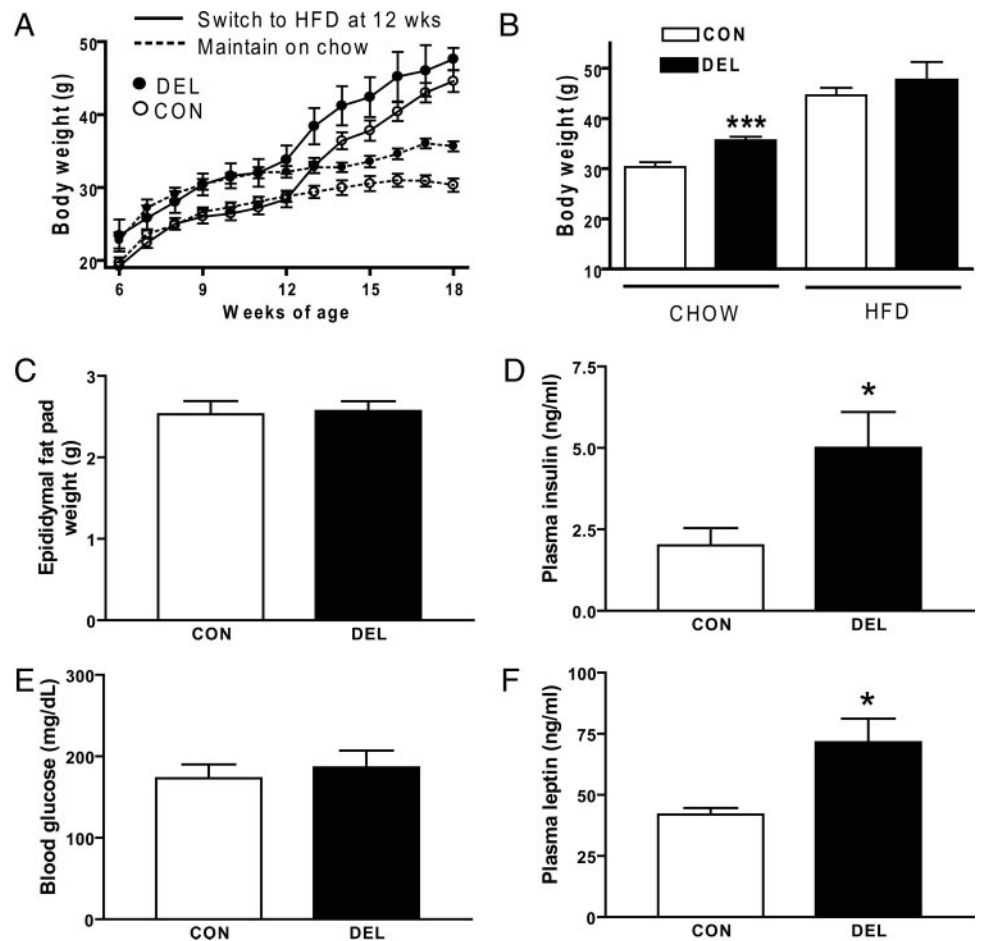 A
Switch to HFD at 12 wks
Maintain on chow
DEL
CON
Body weight (g)
50
40
30
20
6
9
12
15
18
Weeks of age
B
CON
DEL
Body weight (g)
50
40
30
20
10
***
CHOW
HFD
C
Epididymal fat pad
weight (g)
3
2
1
0
CON
DEL
D
Plasma insulin (ng/ml)
7.5
5.0
2.5
0.0
*
CON
DEL
E
Blood glucose (mg/dL)
300
200
100
0
CON
DEL
F
Plasma leptin (ng/ml)
100
75
50
25
0
*
CON
DEL